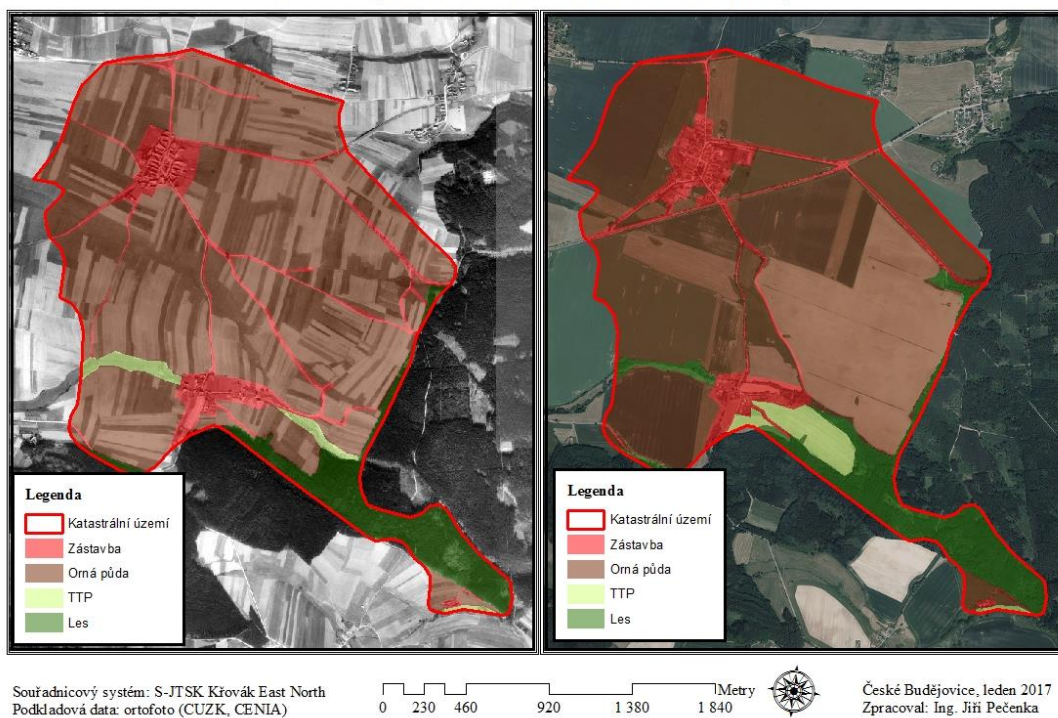 Legenda
Katastrální území
Zástavba
Orná půda
TTP
Les
Legenda
Katastrální území
Zástavba
Orná půda
TTP
Les
Souřadnicový systém: S-JTSK Křovák East North
Podkladová data: ortofoto (CUZK, CENIA)
Metry
0 230 460 920 1 380 1 840
České Budějovice, leden 2017
Zpracoval: Ing. Jiří Pečenka